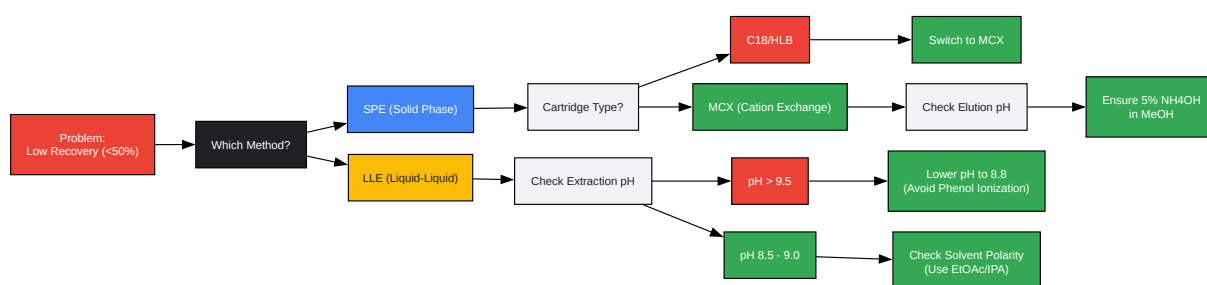 Problem:
Low Recovery (<50%)
Which Method?
SPE (Solid Phase)
LLE (Liquid-Liquid)
Cartridge Type?
C18/HLB
Switch to MCX
MCX (Cation Exchange)
Check Elution pH
Ensure 5% NH4OH
in MeOH
Check Extraction pH
pH > 9.5
Lower pH to 8.8
(Avoid Phenol Ionization)
pH 8.5 - 9.0
Check Solvent Polarity
(Use EtOAc/IPA)